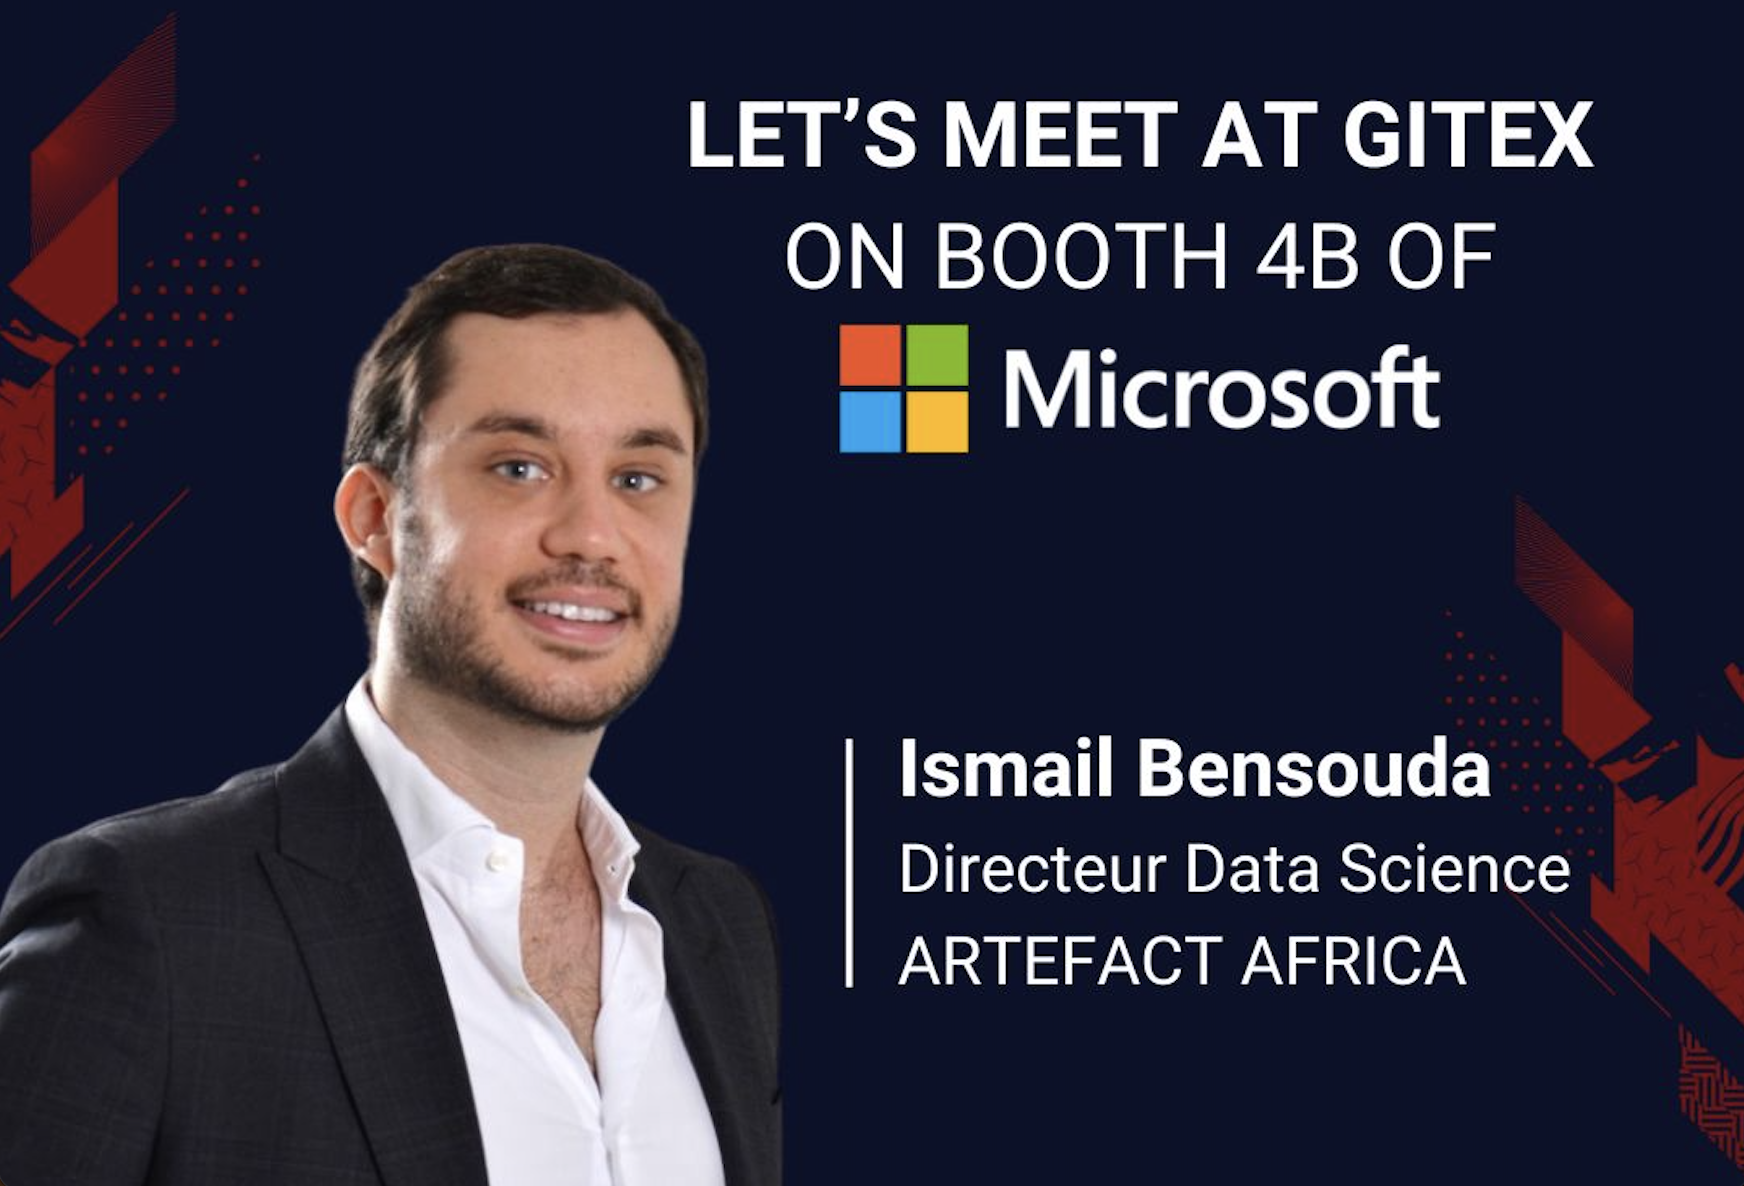 LET’S MEET AT GITEX
ON BOOTH 4B OF
Microsoft
Ismail Bensouda
Directeur Data Science
ARTEFACT AFRICA